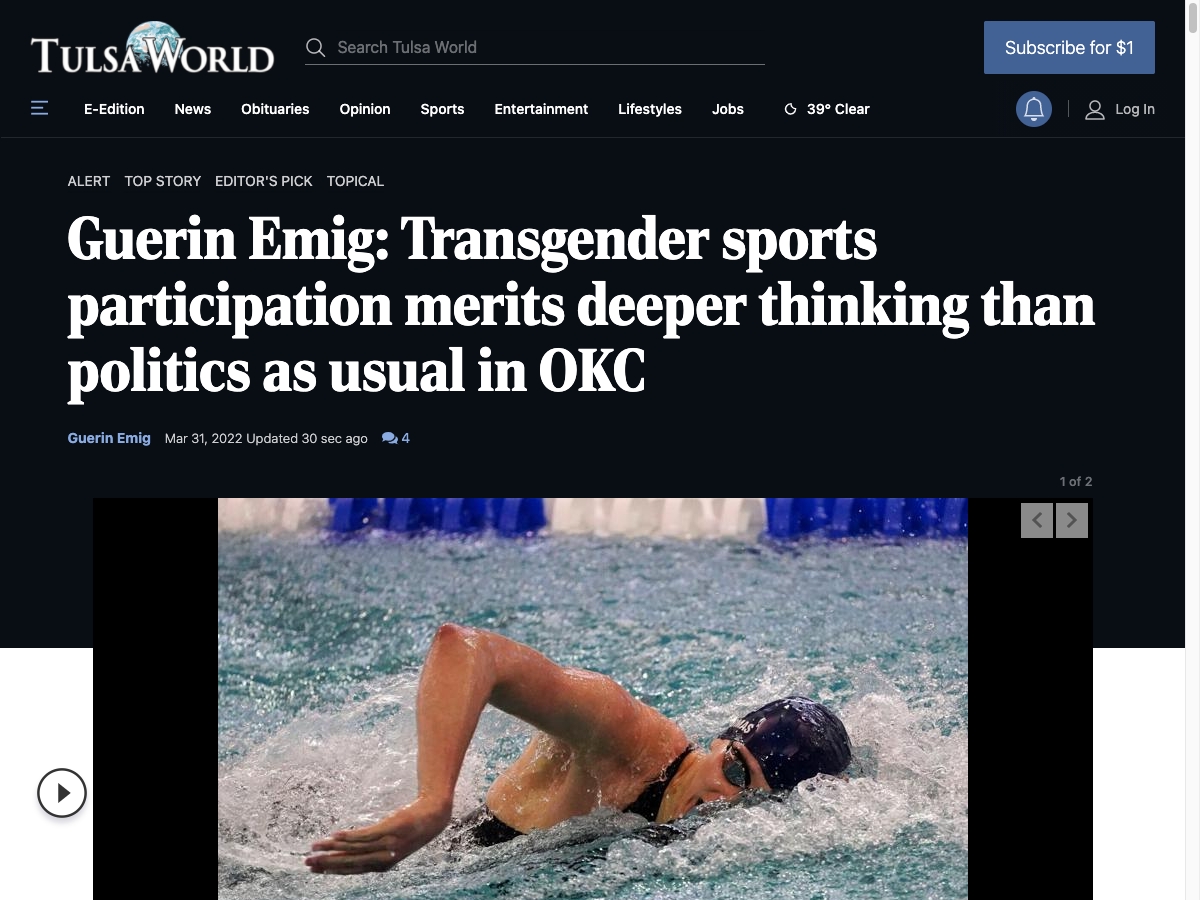 TULSA WORLD
Search Tulsa World
Subscribe for $1
E-Edition News Obituaries Opinion Sports Entertainment Lifestyles Jobs 39° Clear
Log In
ALERT TOP STORY EDITOR'S PICK TOPICAL
Guerin Emig: Transgender sports
participation merits deeper thinking than
politics as usual in OKC
Guerin Emig Mar 31, 2022 Updated 30 sec ago 4
1 of 2